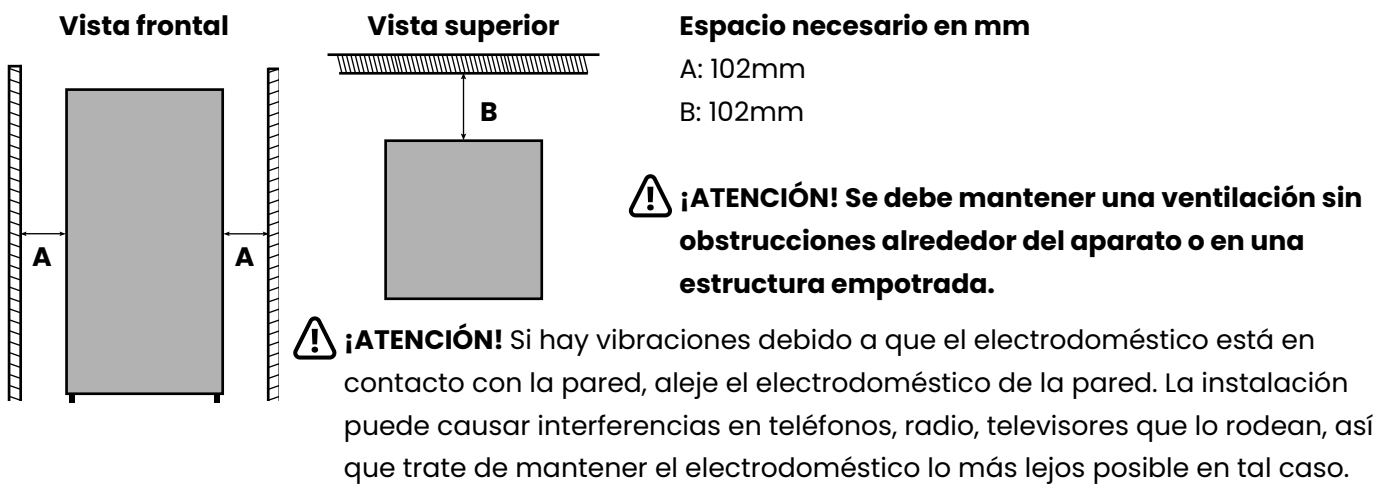 Vista frontal
Vista superior
Espacio necesario en mm
A: 102mm
B: 102mm
B
A
A
¡ATENCIÓN! Se debe mantener una ventilación sin
obstrucciones alrededor del aparato o en una
estructura empotrada.
¡ATENCIÓN! Si hay vibraciones debido a que el electrodoméstico está en
contacto con la pared, aleje el electrodoméstico de la pared. La instalación
puede causar interferencias en teléfonos, radio, televisores que lo rodean, así
que trate de mantener el electrodoméstico lo más lejos posible en tal caso.